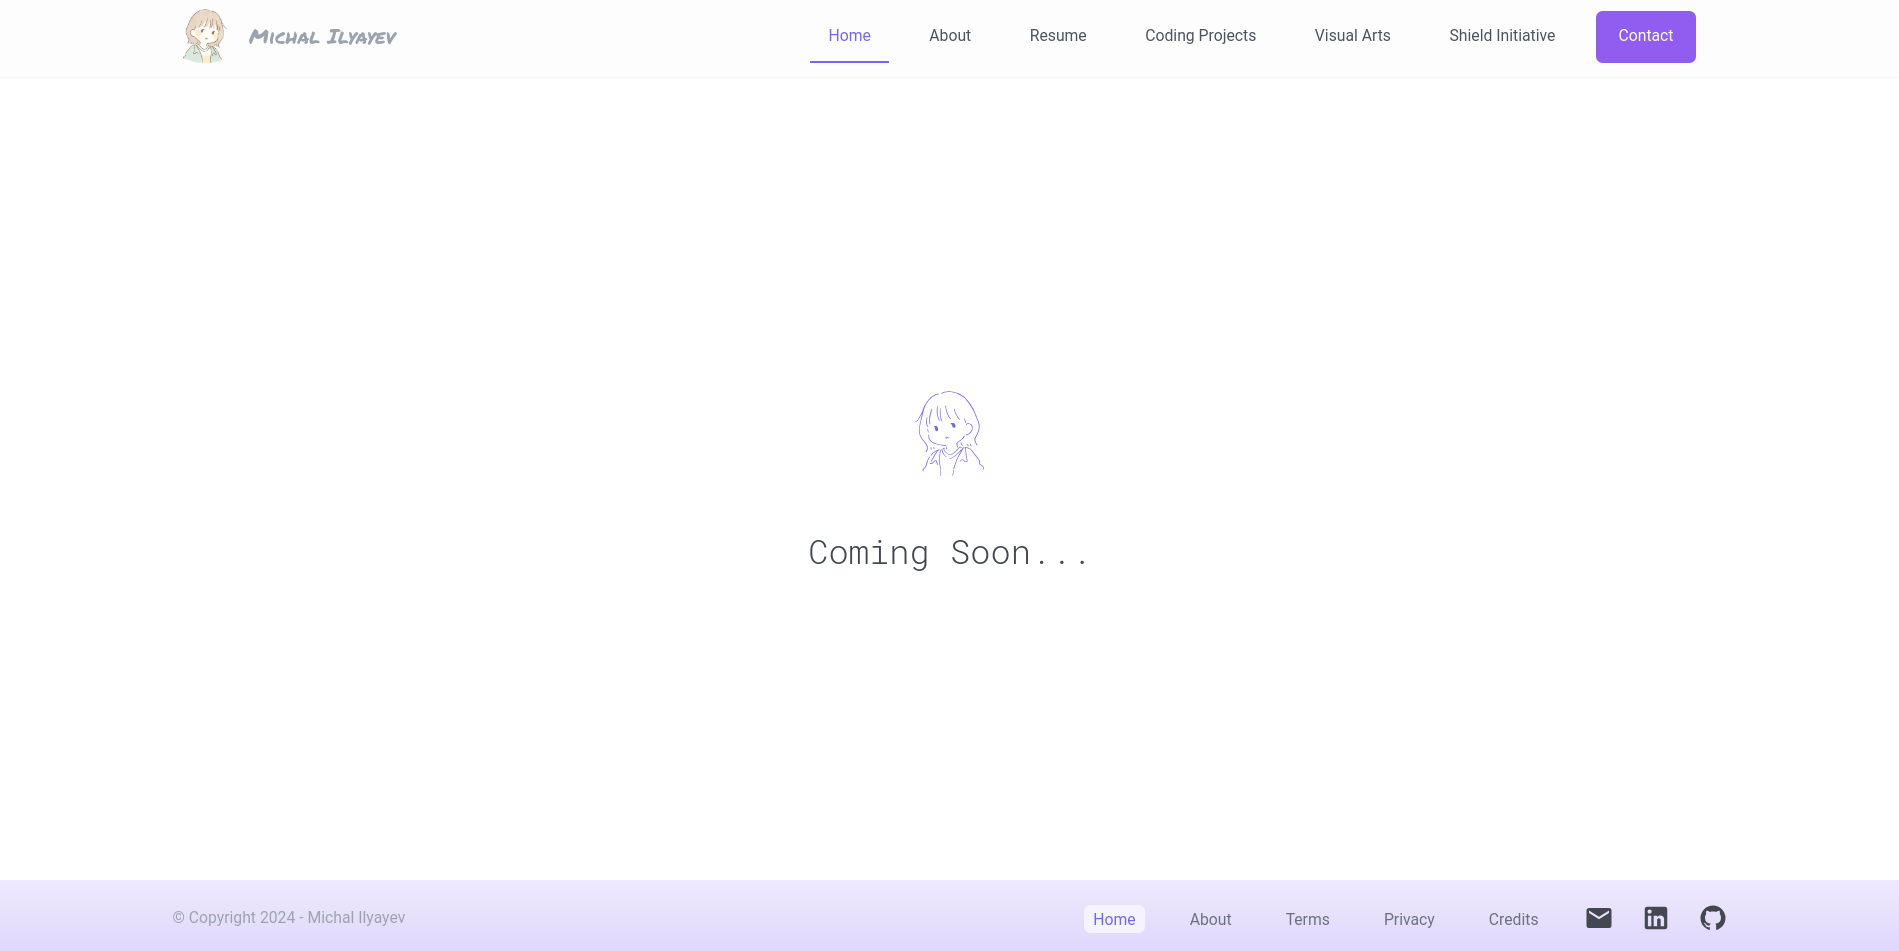 Michal Ilyayev
Home About Resume Coding Projects Visual Arts Shield Initiative Contact
Coming Soon...
© Copyright 2024 - Michal Ilyayev
Home About Terms Privacy Credits